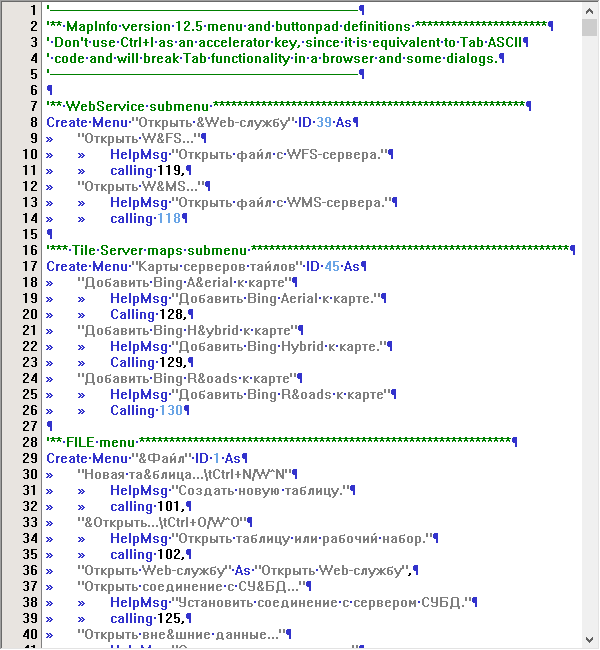 1 '————————————————————
2 '*** MapInfo version 12.5 menu and buttonpad definitions **********************
3 ' Don't use Ctrl+I as an accelerator key, since it is equivalent to Tab ASCII¶
4 ' code and will break Tab functionality in a browser and some dialogs.¶
5 '————————————————————
6 ¶
7 '*** WebService submenu ****************************************************¶
8 Create Menu "Открыть &Web-службу" ID 39 As
9 » "Открыть W&FS..."¶
10 » » HelpMsg "Открыть файл с WFS-сервера."¶
11 » » calling 119,¶
12 » "Открыть W&MS..."¶
13 » » HelpMsg "Открыть файл с WMS-сервера."¶
14 » » calling 118¶
15 ¶
16 '*** Tile Server maps submenu *****************************************************¶
17 Create Menu "Карты серверов тайлов" ID 45 As¶
18 » "Добавить Bing A&erial к карте"¶
19 » » HelpMsg "Добавить Bing Aerial к карте."¶
20 » » Calling 128,¶
21 » "Добавить Bing H&ybrid к карте"¶
22 » » HelpMsg "Добавить Bing Hybrid к карте."¶
23 » » Calling 129,¶
24 » "Добавить Bing R&oads к карте"¶
25 » » HelpMsg "Добавить Bing R&oads к карте"¶
26 » » Calling 130¶
27 ¶
28 '*** FILE menu **************************************************************¶
29 Create Menu "&Файл" ID 1 As¶
30 » "Новая та&блица...\tCtrl+N/W^N"¶
31 » » HelpMsg "Создать новую таблицу."¶
32 » » calling 101,¶
33 » "&Открыть...\tCtrl+O/W^O"¶
34 » » HelpMsg "Открыть таблицу или рабочий набор."¶
35 » » calling 102,¶
36 » "Открыть Web-службу" As "Открыть Web-службу",¶
37 » "Открыть соединение с СУ&БД..."¶
38 » » HelpMsg "Установить соединение с сервером СУБД."¶
39 » » calling 125,¶
40 » "Открыть вне&шние данные..."¶